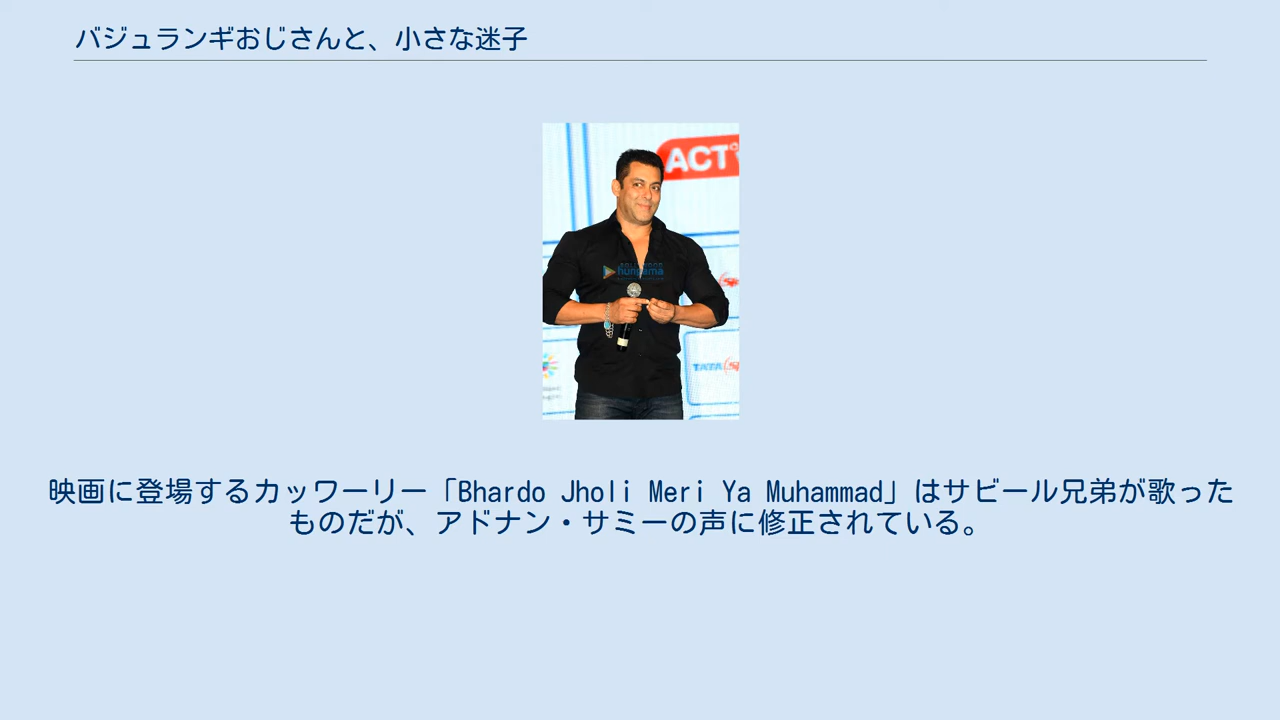 バジュランギおじさんと、小さな迷子
ACT
hungama
TATA
映画に登場するカッワーリー「Bhardo Jholi Meri Ya Muhammad」はサビール兄弟が歌った
ものだが、アドナン・サミーの声に修正されている。